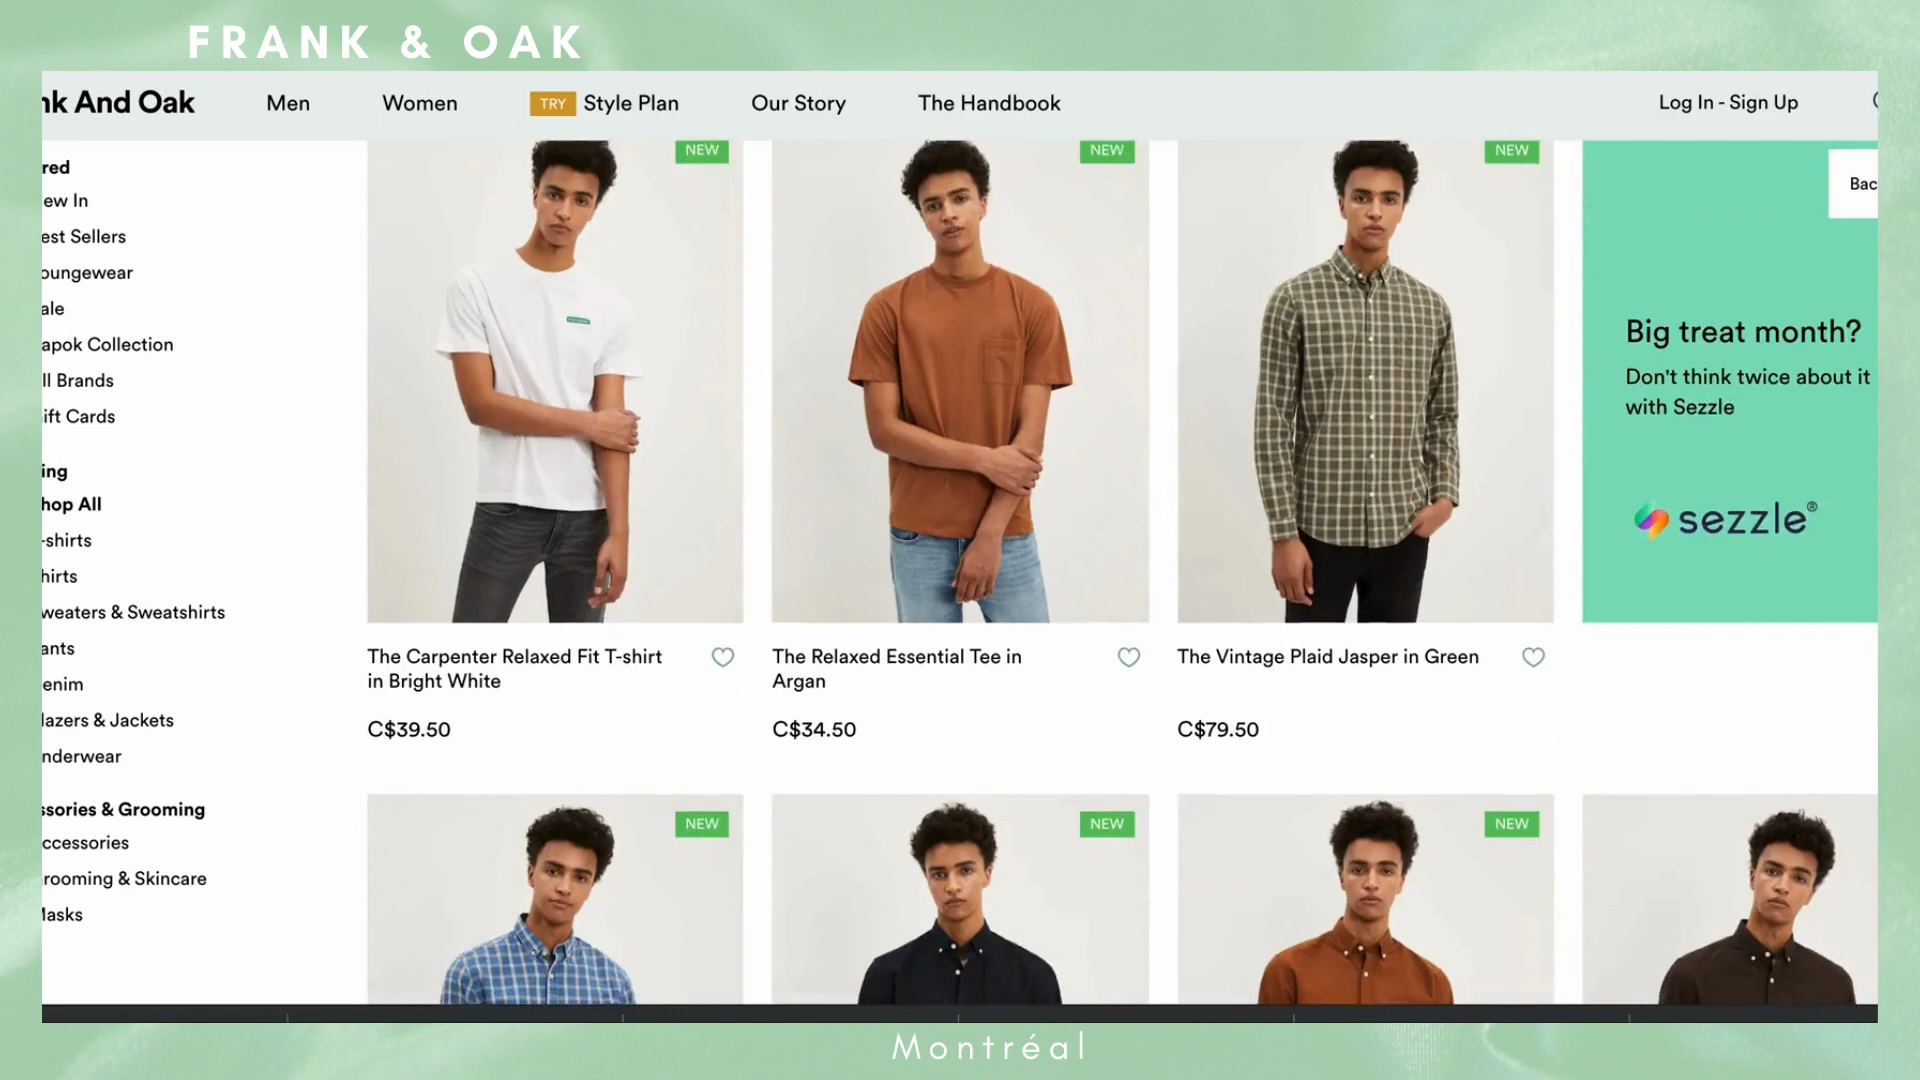 FRANK & OAK
nk And Oak
Men
Women
TRY Style Plan
Our Story
The Handbook
Log In - Sign Up
red
ew In
est Sellers
oungewear
ale
apok Collection
ll Brands
ift Cards
ing
hop All
-shirts
hirts
weaters & Sweatshirts
ants
enim
lazers & Jackets
nderwear
ssories & Grooming
ccessories
rooming & Skincare
Masks
NEW
NEW
NEW
Bac
Big treat month?
Don't think twice about it
with Sezzle
sezzle®
The Carpenter Relaxed Fit T-shirt
in Bright White
C$39.50
The Relaxed Essential Tee in
Argan
C$34.50
The Vintage Plaid Jasper in Green
C$79.50
NEW
NEW
NEW
Montréal